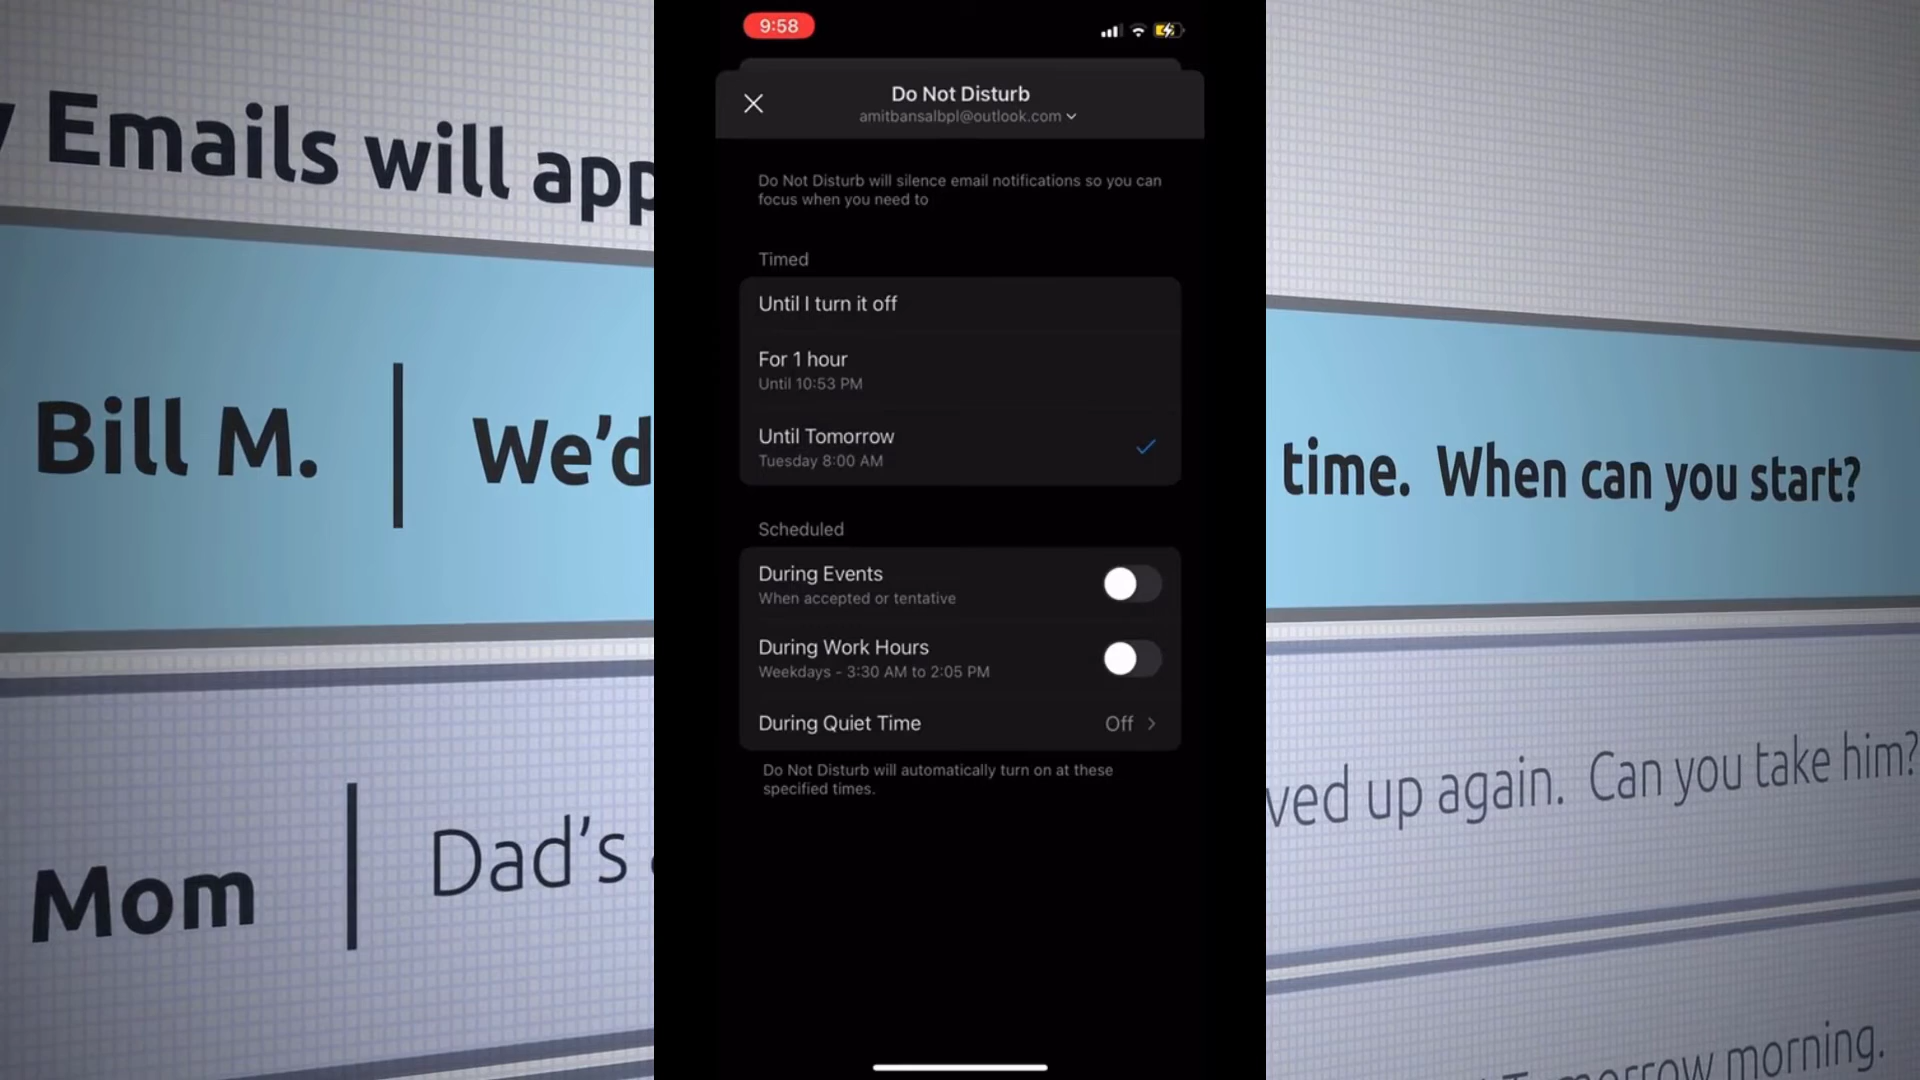 Emails will app
Bill M.
We'd
time. When can you start?
Mom
Dad's
ved up again. Can you take him?
Tomorrow morning.
9:58
Do Not Disturb
amitbansalbpl@outlook.com
Do Not Disturb will silence email notifications so you can
focus when you need to
Timed
Until I turn it off
For 1 hour
Until 10:53 PM
Until Tomorrow
Tuesday 8:00 AM
Scheduled
During Events
When accepted or tentative
During Work Hours
Weekdays - 3:30 AM to 2:05 PM
During Quiet Time
Off
Do Not Disturb will automatically turn on at these
specified times.